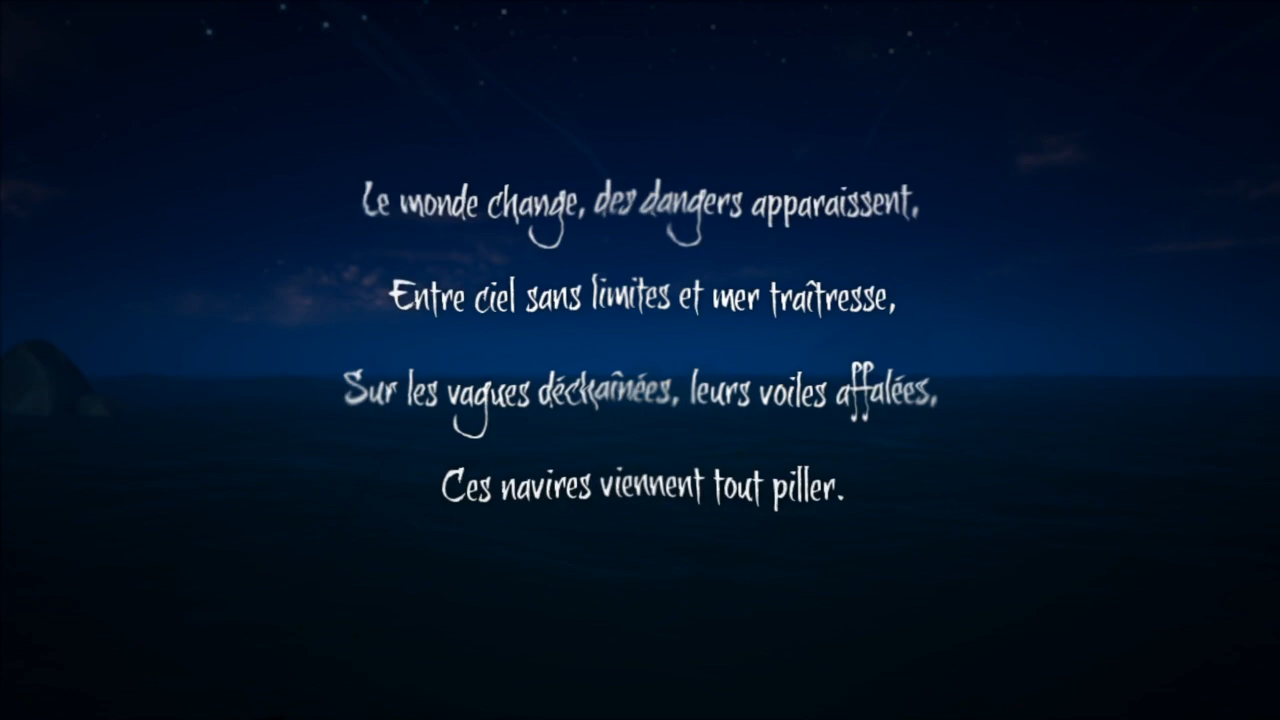 Le monde change, des dangers apparaissent,
Entre ciel sans limites et mer traîtresse,
Sur les vagues déchaînées, leurs voiles affalées,
Ces navires viennent tout piller.